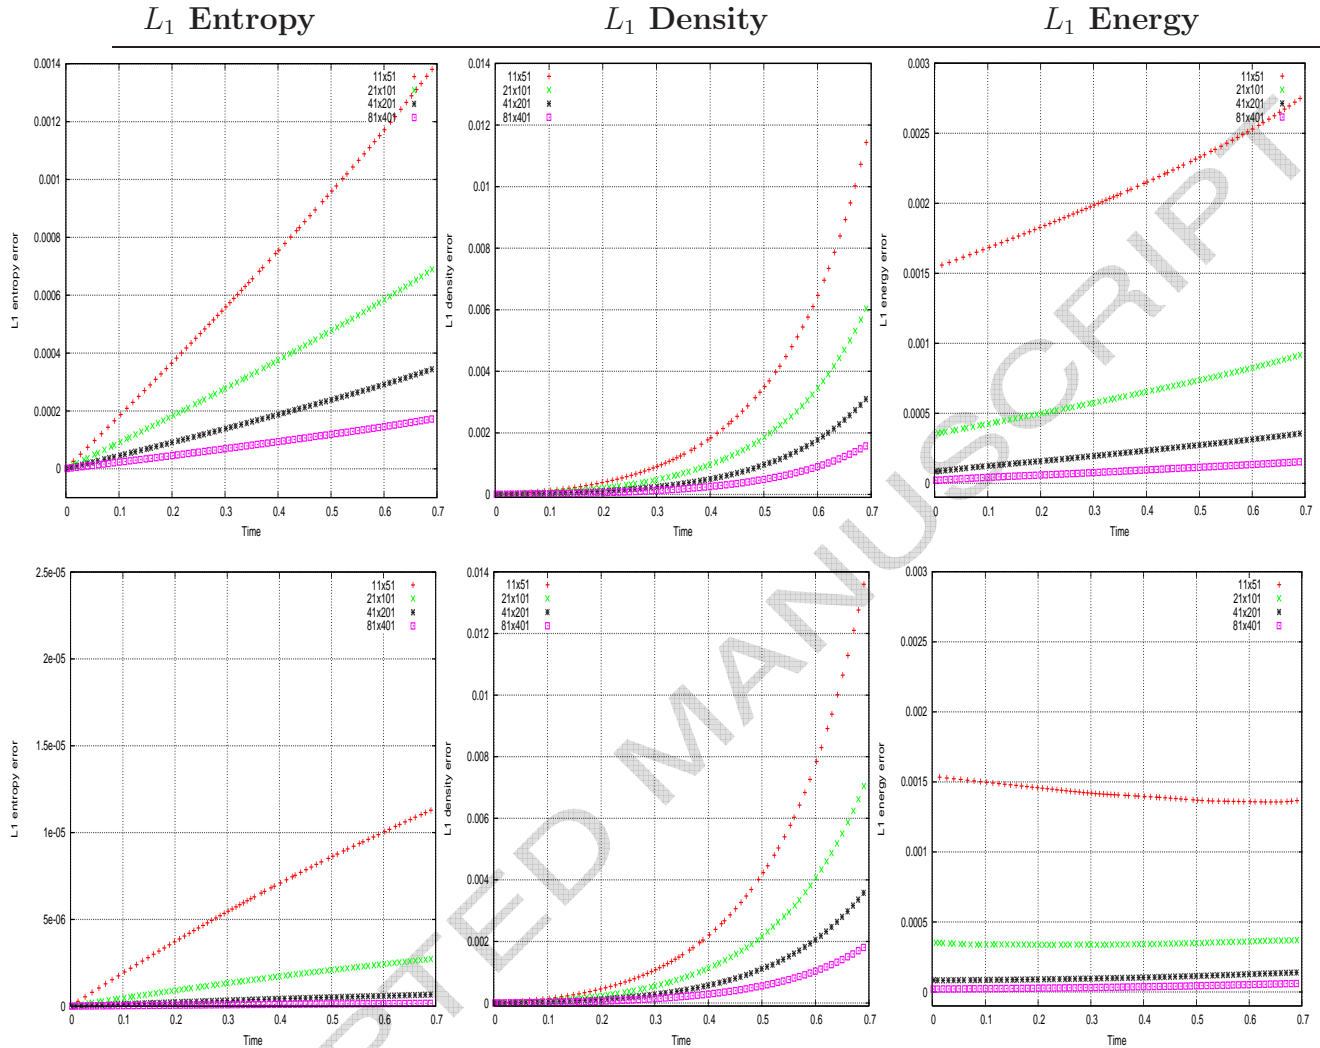 L1 Entropy L1 Density L1 Energy
0.0014
0.0012
0.001
0.0008
0.0006
0.0004
0.0002
0
0 0.1 0.2 0.3 0.4 0.5 0.6 0.7
Time
L1 entropy error
11x51
21x101
41x201
81x401
0.014
0.012
0.01
0.008
0.006
0.004
0.002
0
0 0.1 0.2 0.3 0.4 0.5 0.6 0.7
Time
L1 density error
11x51
21x101
41x201
81x401
0.003
0.0025
0.002
0.0015
0.001
0.0005
0
0 0.1 0.2 0.3 0.4 0.5 0.6 0.7
Time
L1 energy error
11x51
21x101
41x201
81x401
2.5e-05
2e-05
1.5e-05
1e-05
5e-06
0
0 0.1 0.2 0.3 0.4 0.5 0.6 0.7
Time
L1 entropy error
11x51
21x101
41x201
81x401
0.014
0.012
0.01
0.008
0.006
0.004
0.002
0
0 0.1 0.2 0.3 0.4 0.5 0.6 0.7
Time
L1 density error
11x51
21x101
41x201
81x401
0.003
0.0025
0.002
0.0015
0.001
0.0005
0
0 0.1 0.2 0.3 0.4 0.5 0.6 0.7
Time
L1 energy error
11x51
21x101
41x201
81x401
PTED MANUSCRIPT